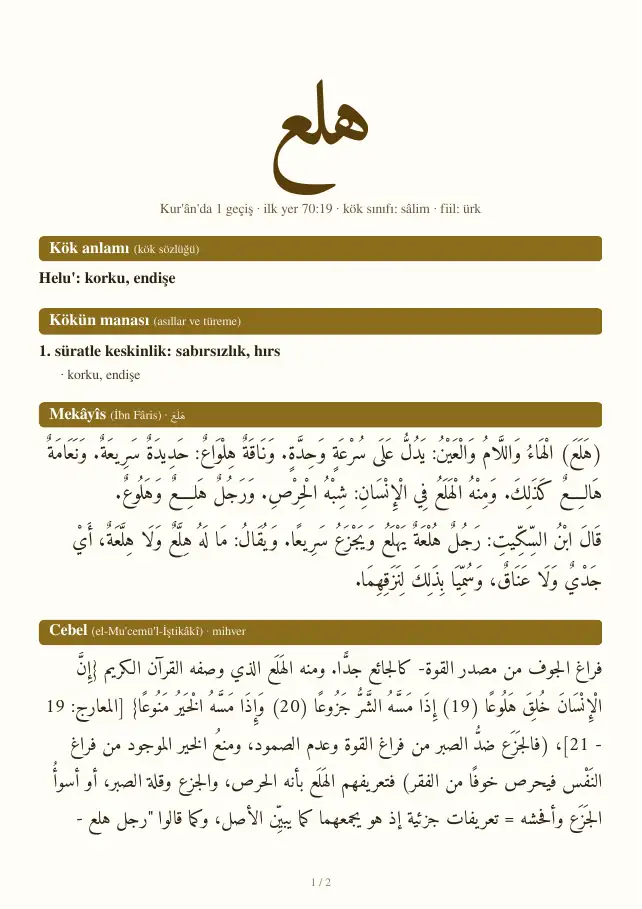 هلع
Kur'ân'da 1 geçiş · ilk yer 70:19 · kök sınıfı: sâlim · fiil: ürk
Kök anlamı (kök sözlüğü)
Helu': korku, endişe
Kökün manası (asıllar ve türeme)
1. süratle keskinlik: sabırsızlık, hırs
· korku, endişe
Mekâyîs (İbn Fâris) · هَلَعَ
(هَلَعَ) الْهَاءُ وَاللَّامُ وَالْعَيْنُ: يَدُلُّ عَلَى سُرْعَةٍ وَحِدَّةٍ. وَنَاقَةٌ هِلْوَاعٌ: حَدِيدَةٌ سَرِيعَةٌ. وَنَعَامَةٌ
هَالِـعٌ كَذَلِكَ. وَمِنْهُ الْهَلَعُ فِي الْإِنْسَانِ: شِبْهُ الْحِرْصِ. وَرَجُلٌ هَلِـعٌ وَهَلُوعٌ.
قَالَ ابْنُ السِّكِّيتِ: رَجُلٌ هُلَعَةٌ يَهْلَعُ وَيَجْزَعُ سَرِيعًا. وَيُقَالُ: مَا لَهُ هِلَّعٌ وَلَا هِلَّعَةٌ، أَيْ
جَدْيٌ وَلَا عَنَاقٌ، وَسُمِّيَا بِذَلِكَ لِنَزَقِهِمَا.
Cebel (el-Mu'cemü'l-İştikâkî) · mihver
فراغ الجوف من مصدر القوة- كالجائع جدًّا. ومنه الهَلَع الذي وصفه القرآن الكريم {إِنَّ
الْإِنْسَانَ خُلِقَ هَلُوعًا (19) إِذَا مَسَّهُ الشَّرُّ جَزُوعًا (20) وَإِذَا مَسَّهُ الْخَيْرُ مَنُوعًا} [المعارج: 19
- 21]، (فالجَزَع ضدُّ الصبر من فراغ القوة وعدم الصمود، ومنعُ الخير الموجود من فراغ
النَفْس فيحرص خوفًا من الفقر) فتعريفهم الهَلَع بأنه الحرص، والجزع وقلة الصبر، أو أسوأُ
الجَزَع وأفحشه = تعريفات جزئية إذ هو يجمعهما كما يبيِّن الأصل، وكما قالوا "رجل هلع -
1 / 2